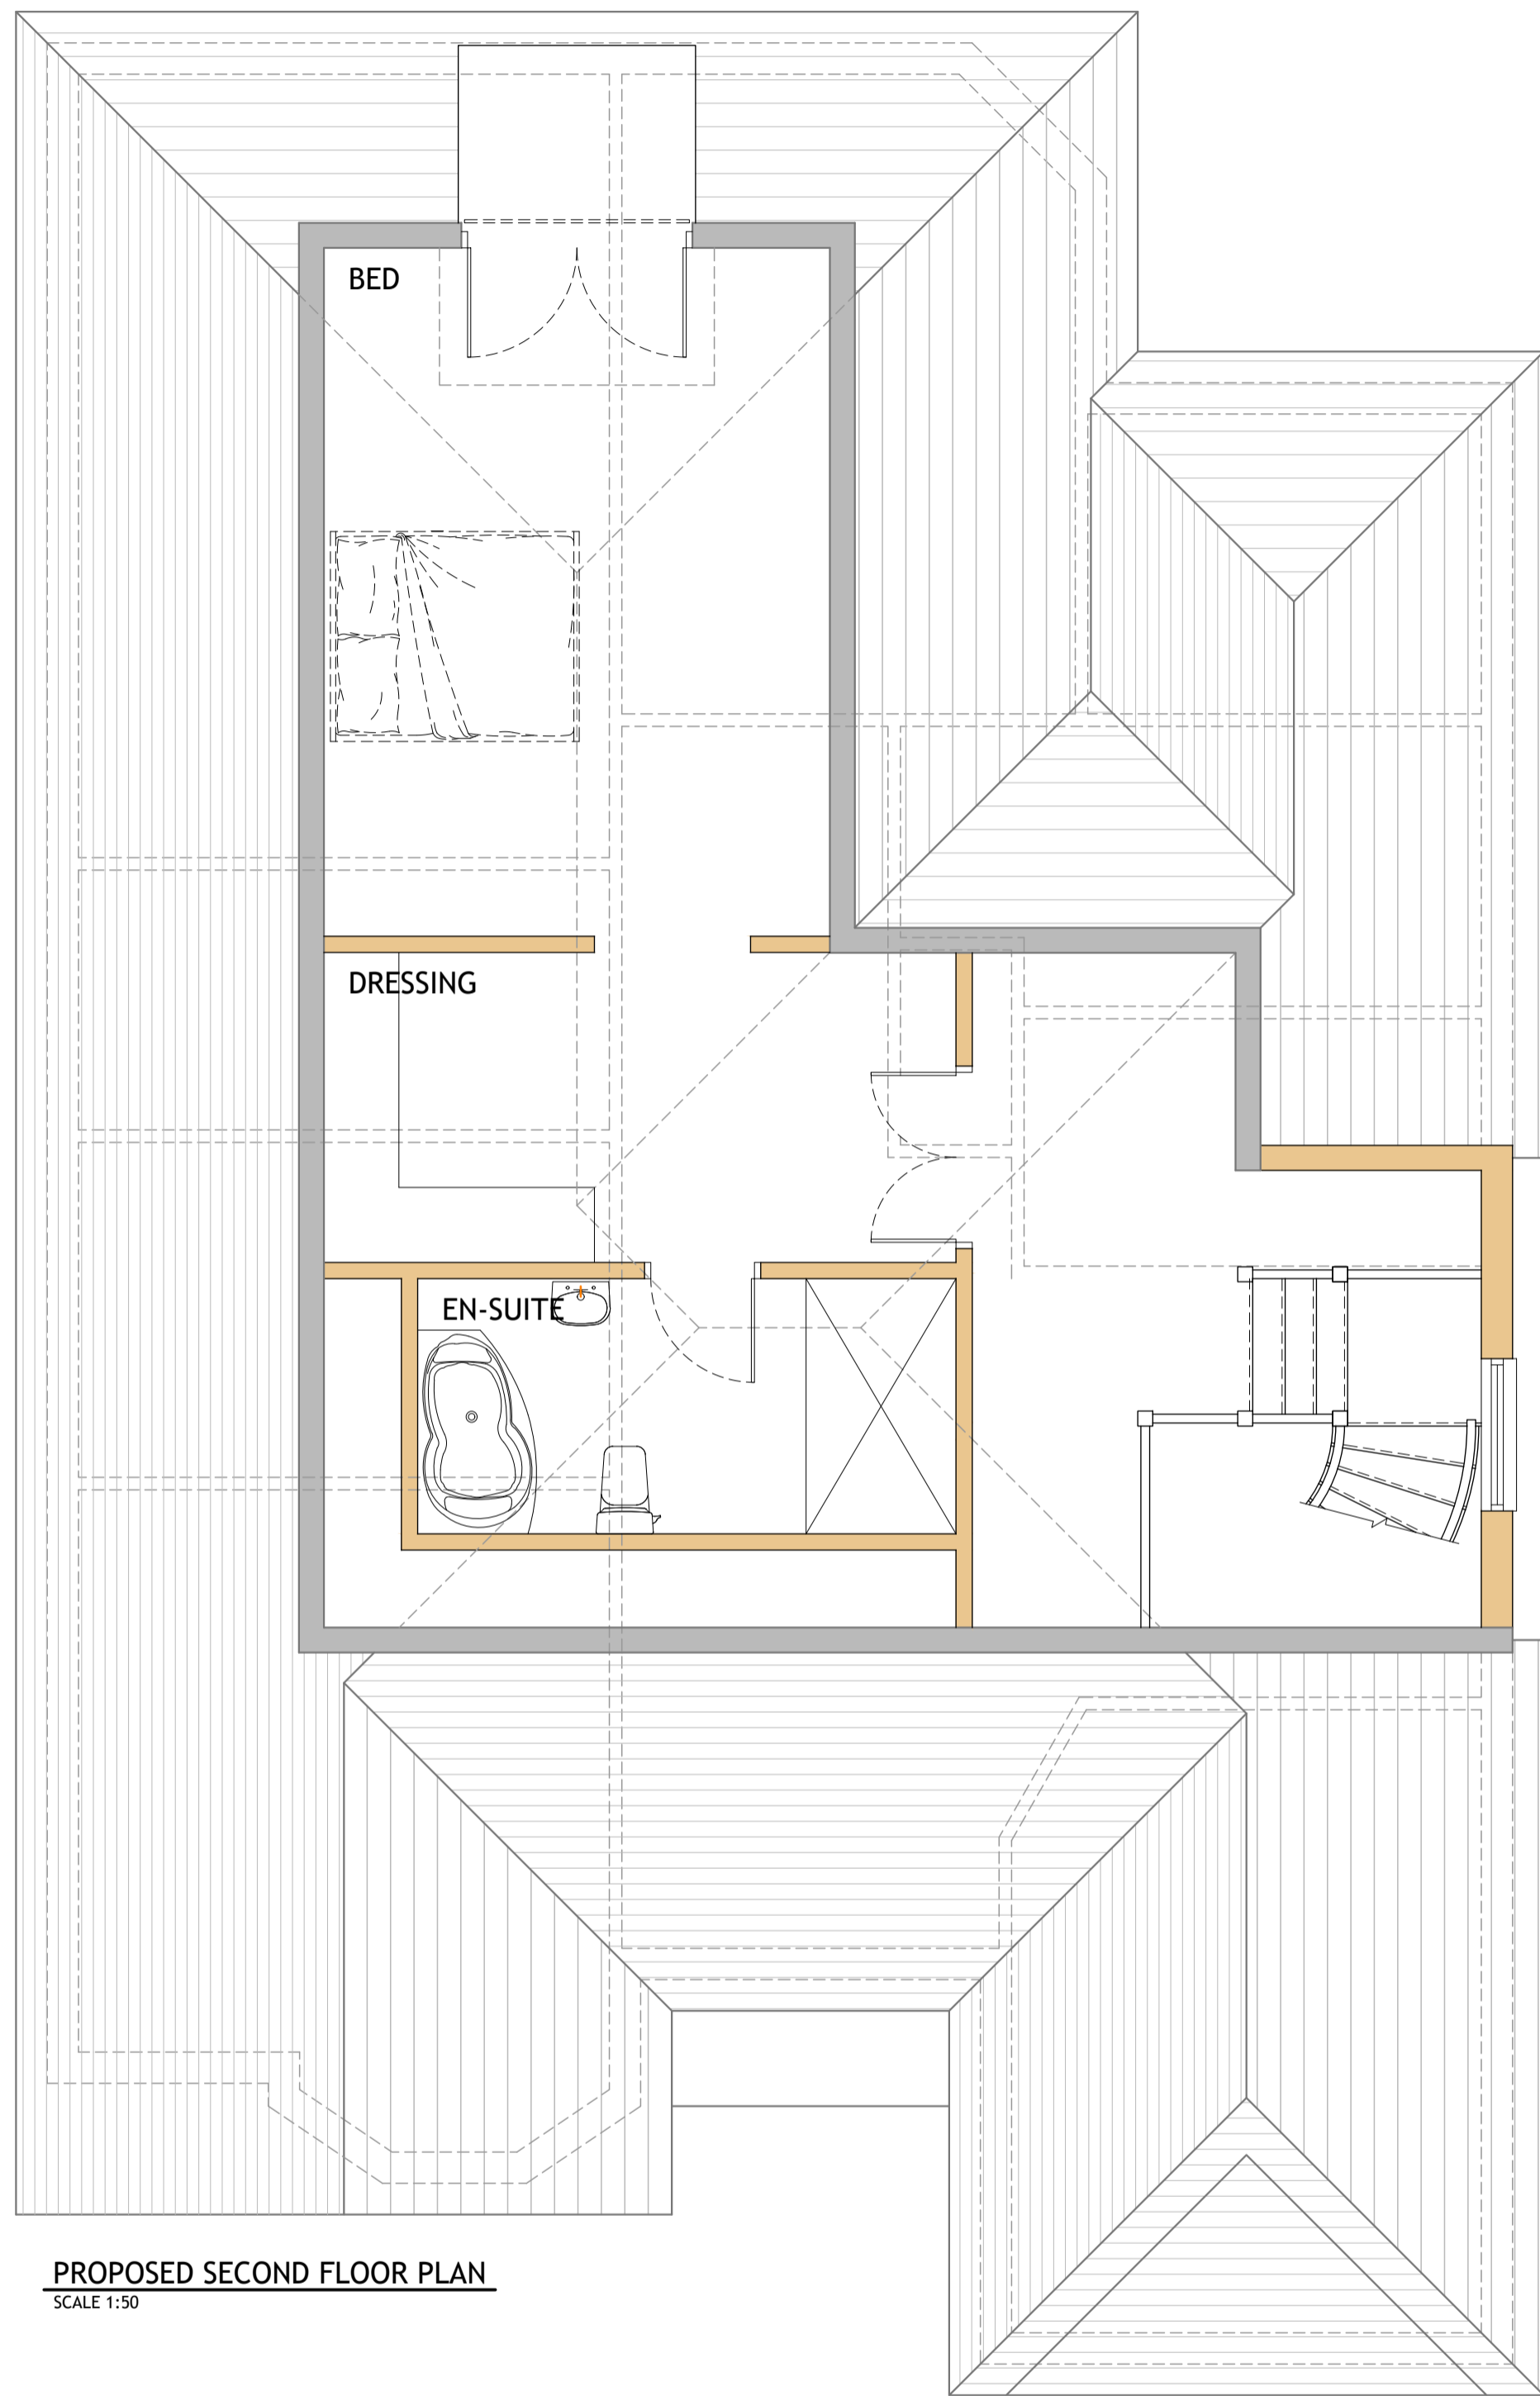 BED
DRESSING
EN-SUITE
PROPOSED SECOND FLOOR PLAN
SCALE 1:50